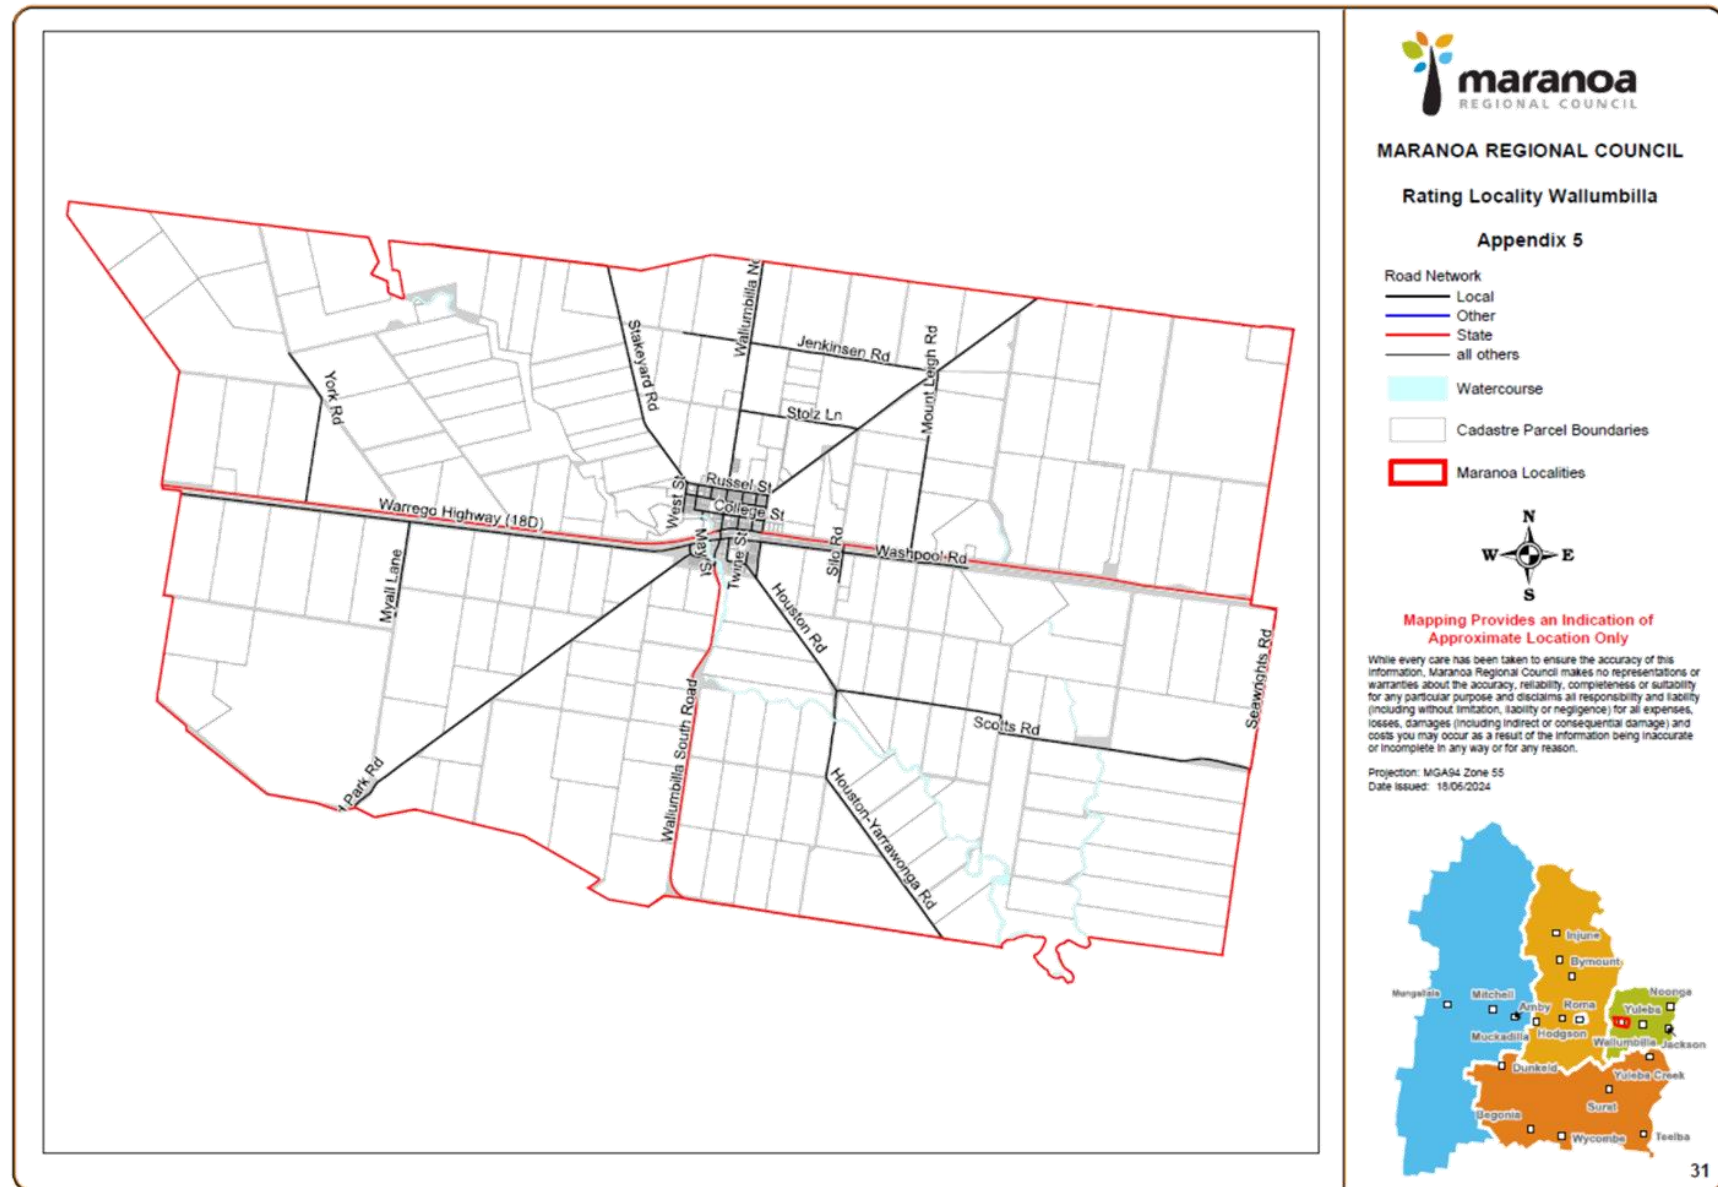 maranoa
REGIONAL COUNCIL
MARANOA REGIONAL COUNCIL
Rating Locality Wallumbilla
Appendix 5
Road Network
Local
Other
State
all others
Watercourse
Cadastre Parcel Boundaries
Maranoa Localities
N
W E
S
Mapping Provides an Indication of
Approximate Location Only
While every care has been taken to ensure the accuracy of this
information, Maranoa Regional Council makes no representations or
warranties about the accuracy, reliability, completeness or suitability
for any particular purpose and disclaims all responsibility and liability
(including without limitation, liability or negligence) for all expenses,
losses, damages (including indirect or consequential damage) and
costs you may occur as a result of the information being inaccurate
or incomplete in any way or for any reason.
Projection: MGA94 Zone 55
Date Issued: 18/06/2024
Wallumbilla No
Stakeyard Rd
Jenkinsen Rd
Mount Leigh Rd
York Rd
Stolz Ln
Russel St
West St
College St
Warrego Highway (18D)
May St
Twine St
Silo Rd
Washpool Rd
Myall Lane
Houston Rd
Seawrights Rd
Wallumbilla South Road
Scotts Rd
Park Rd
Houston-Yarrawonga Rd
Injune
Bymount
Mungallala
Mitchell
Amby
Roma
Noonga
Yuleba
Muckadilla
Hodgson
Wallumbilla
Jackson
Dunkeld
Yuleba Creek
Surat
Begonia
Wycombe
Teelba
31